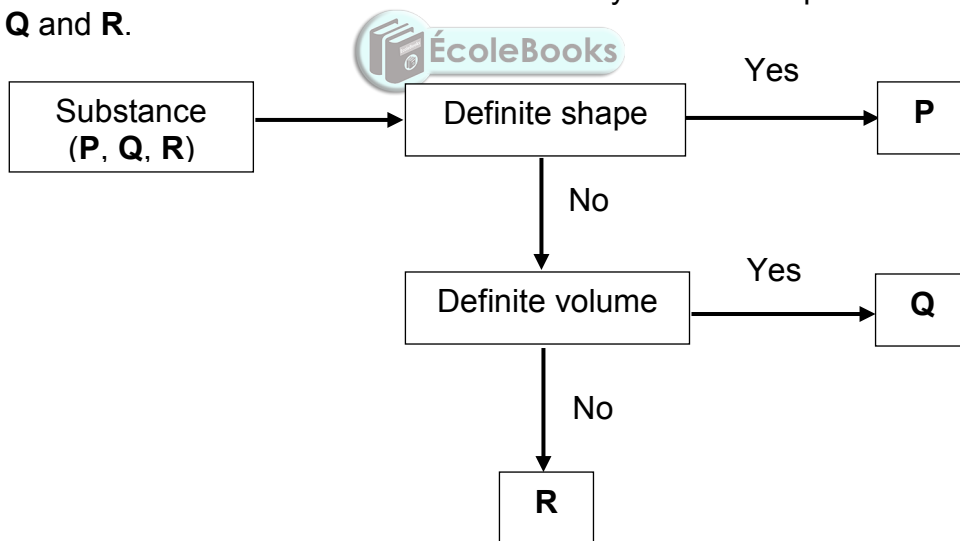 Q and R.
ÉcoleBooks
Yes
Substance
(P, Q, R)
Definite shape
P
No
Yes
Definite volume
Q
No
R